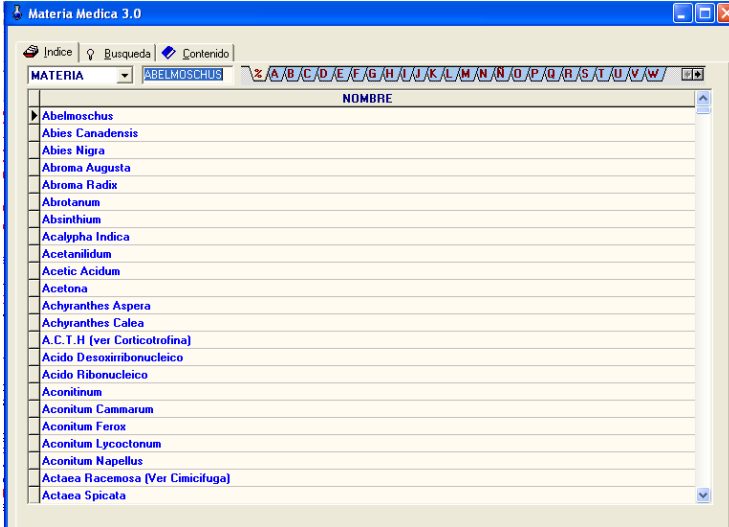 Materia Medica 3.0
Indice Busqueda Contenido
MATERIA ABELMOSCHUS % A B C D E F G H I J K L M N Ñ O P Q R S T U V W
NOMBRE
Abelmoschus
Abies Canadensis
Abies Nigra
Abroma Augusta
Abroma Radix
Abrotanum
Absinthium
Acalypha Indica
Acetanilidum
Acetic Acidum
Acetona
Achyranthes Aspera
Achyranthes Calea
A.C.T.H (ver Corticotrofina)
Acido Desoxirribonucleico
Acido Ribonucleico
Aconitinum
Aconitum Cammarum
Aconitum Ferox
Aconitum Lycoctonum
Aconitum Napellus
Actaea Racemosa (Ver Cimicifuga)
Actaea Spicata